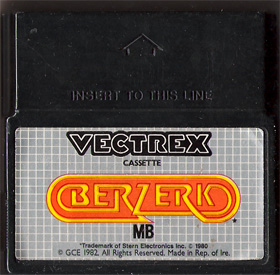 INSERT TO THIS LINE
VECTREX
CASSETTE
BERZERK*
MB
*Trademark of Stern Electronics Inc. © 1980
© GCE 1982. All Rights Reserved. Made in Rep. of Ire.